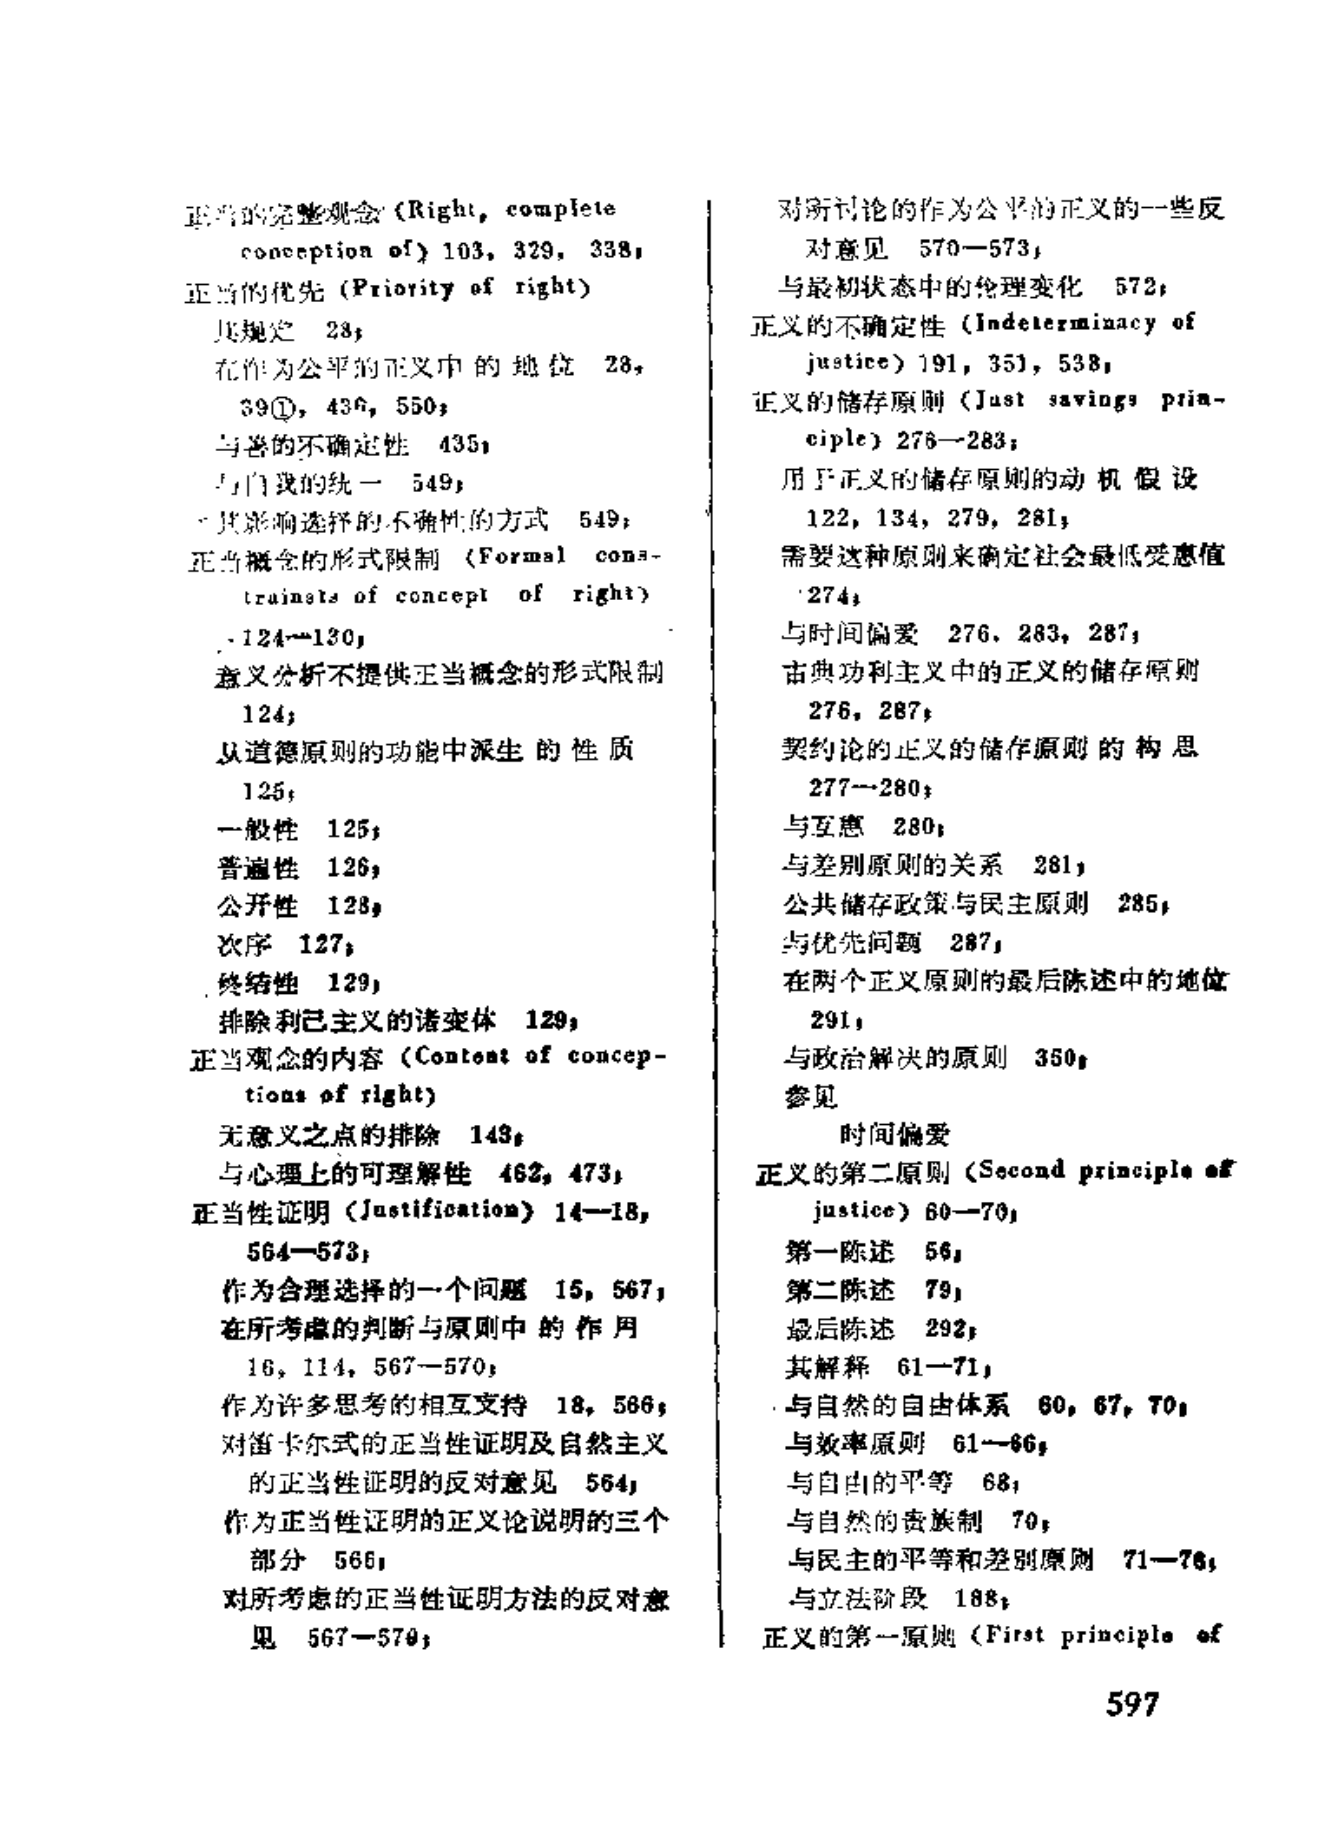 正当的完整观念 (Right, complete
conception of) 103, 329, 338;
正当的优先 (Priority of right)
其规定 28;
在作为公平的正义中的地位 28,
39①, 436, 550;
与善的不确定性 435;
与自我的统一 549;
其影响选择的不确性的方式 549;
正当概念的形式限制 (Formal cons-
trainsts of concept of right)
124—130;
意义分析不提供正当概念的形式限制
124;
从道德原则的功能中派生的性质
125;
一般性 125;
普遍性 126;
公开性 128;
次序 127;
终结性 129;
排除利己主义的诸变体 129;
正当观念的内容 (Content of concep-
tions of right)
无意义之点的排除 148;
与心理上的可理解性 462, 473;
正当性证明 (Justification) 14—18,
564—573;
作为合理选择的一个问题 15, 567;
在所考虑的判断与原则中的作用
16, 114, 567—570;
作为许多思考的相互支持 18, 566;
对笛卡尔式的正当性证明及自然主义
的正当性证明的反对意见 564;
作为正当性证明的正义论说明的三个
部分 566;
对所考虑的正当性证明方法的反对意
见 567—570;
对所讨论的作为公平的正义的一些反
对意见 570—573;
与最初状态中的伦理变化 572;
正义的不确定性 (Indeterminacy of
justice) 191, 351, 538;
正义的储存原则 (Just savings prin-
ciple) 276—283;
用于正义的储存原则的动机假设
122, 134, 279, 281;
需要这种原则来确定社会最低受惠值
274;
与时间偏爱 276, 283, 287;
古典功利主义中的正义的储存原则
276, 287;
契约论的正义的储存原则的构思
277—280;
与互惠 280;
与差别原则的关系 281;
公共储存政策与民主原则 285;
与优先问题 287;
在两个正义原则的最后陈述中的地位
291;
与政治解决的原则 350;
参见
时间偏爱
正义的第二原则 (Second principle of
justice) 60—70;
第一陈述 56;
第二陈述 79;
最后陈述 292;
其解释 61—71;
与自然的自由体系 60, 67, 70;
与效率原则 61—66;
与自由的平等 68;
与自然的贵族制 70;
与民主的平等和差别原则 71—76;
与立法阶段 188;
正义的第一原则 (First principle of
597